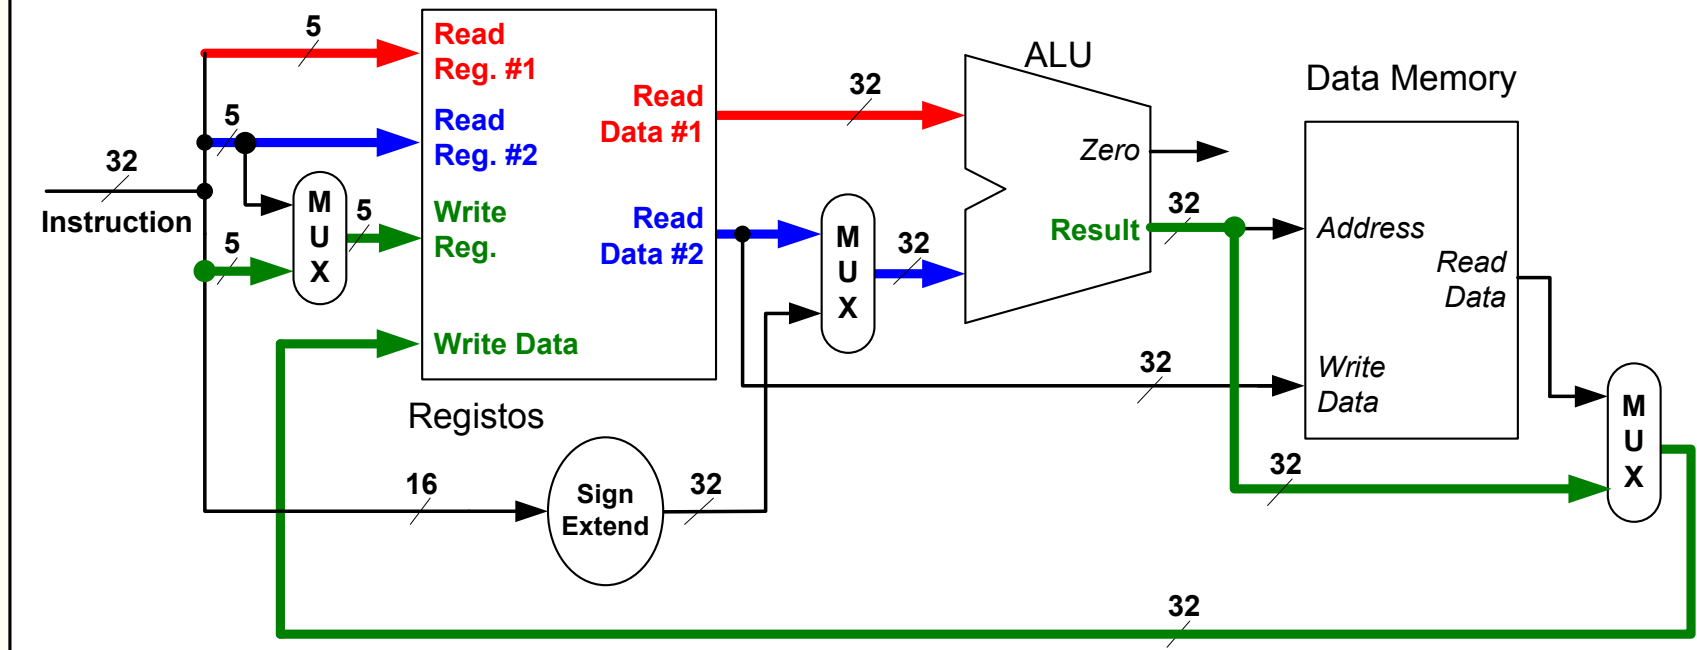 5
Read
Reg. #1
ALU
Data Memory
32
Read
Data #1
5
Read
Reg. #2
Zero
32
Instruction
M
U
X
5
Write
Reg.
Read
Data #2
M
U
X
32
Result
32
Address
Read
Data
5
Write Data
32
Write
Data
M
U
X
Registos
16
Sign
Extend
32
32
32